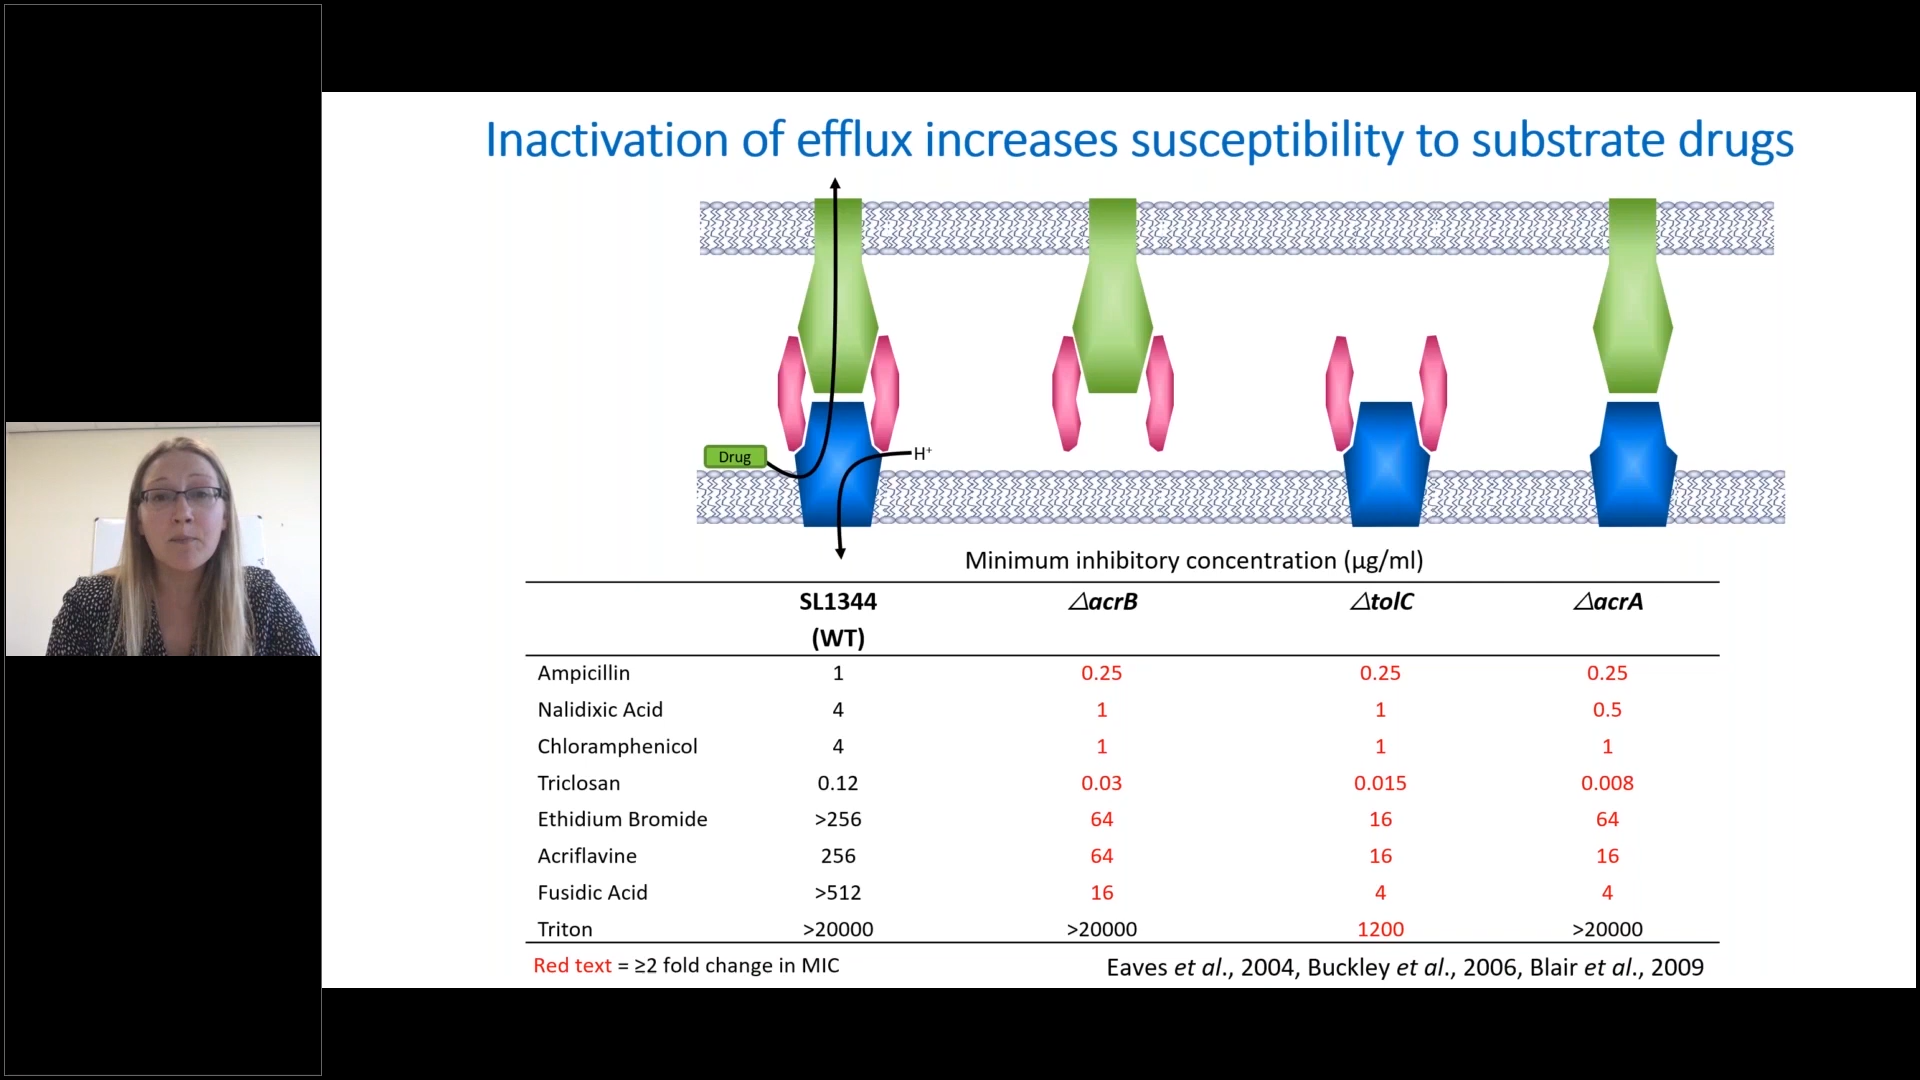 Inactivation of efflux increases susceptibility to substrate drugs
Drug
H⁺
Minimum inhibitory concentration (µg/ml)
SL1344 (WT) △acrB △tolC △acrA
Ampicillin 1 0.25 0.25 0.25
Nalidixic Acid 4 1 1 0.5
Chloramphenicol 4 1 1 1
Triclosan 0.12 0.03 0.015 0.008
Ethidium Bromide >256 64 16 64
Acriflavine 256 64 16 16
Fusidic Acid >512 16 4 4
Triton >20000 >20000 1200 >20000
Red text = ≥2 fold change in MIC
Eaves et al., 2004, Buckley et al., 2006, Blair et al., 2009